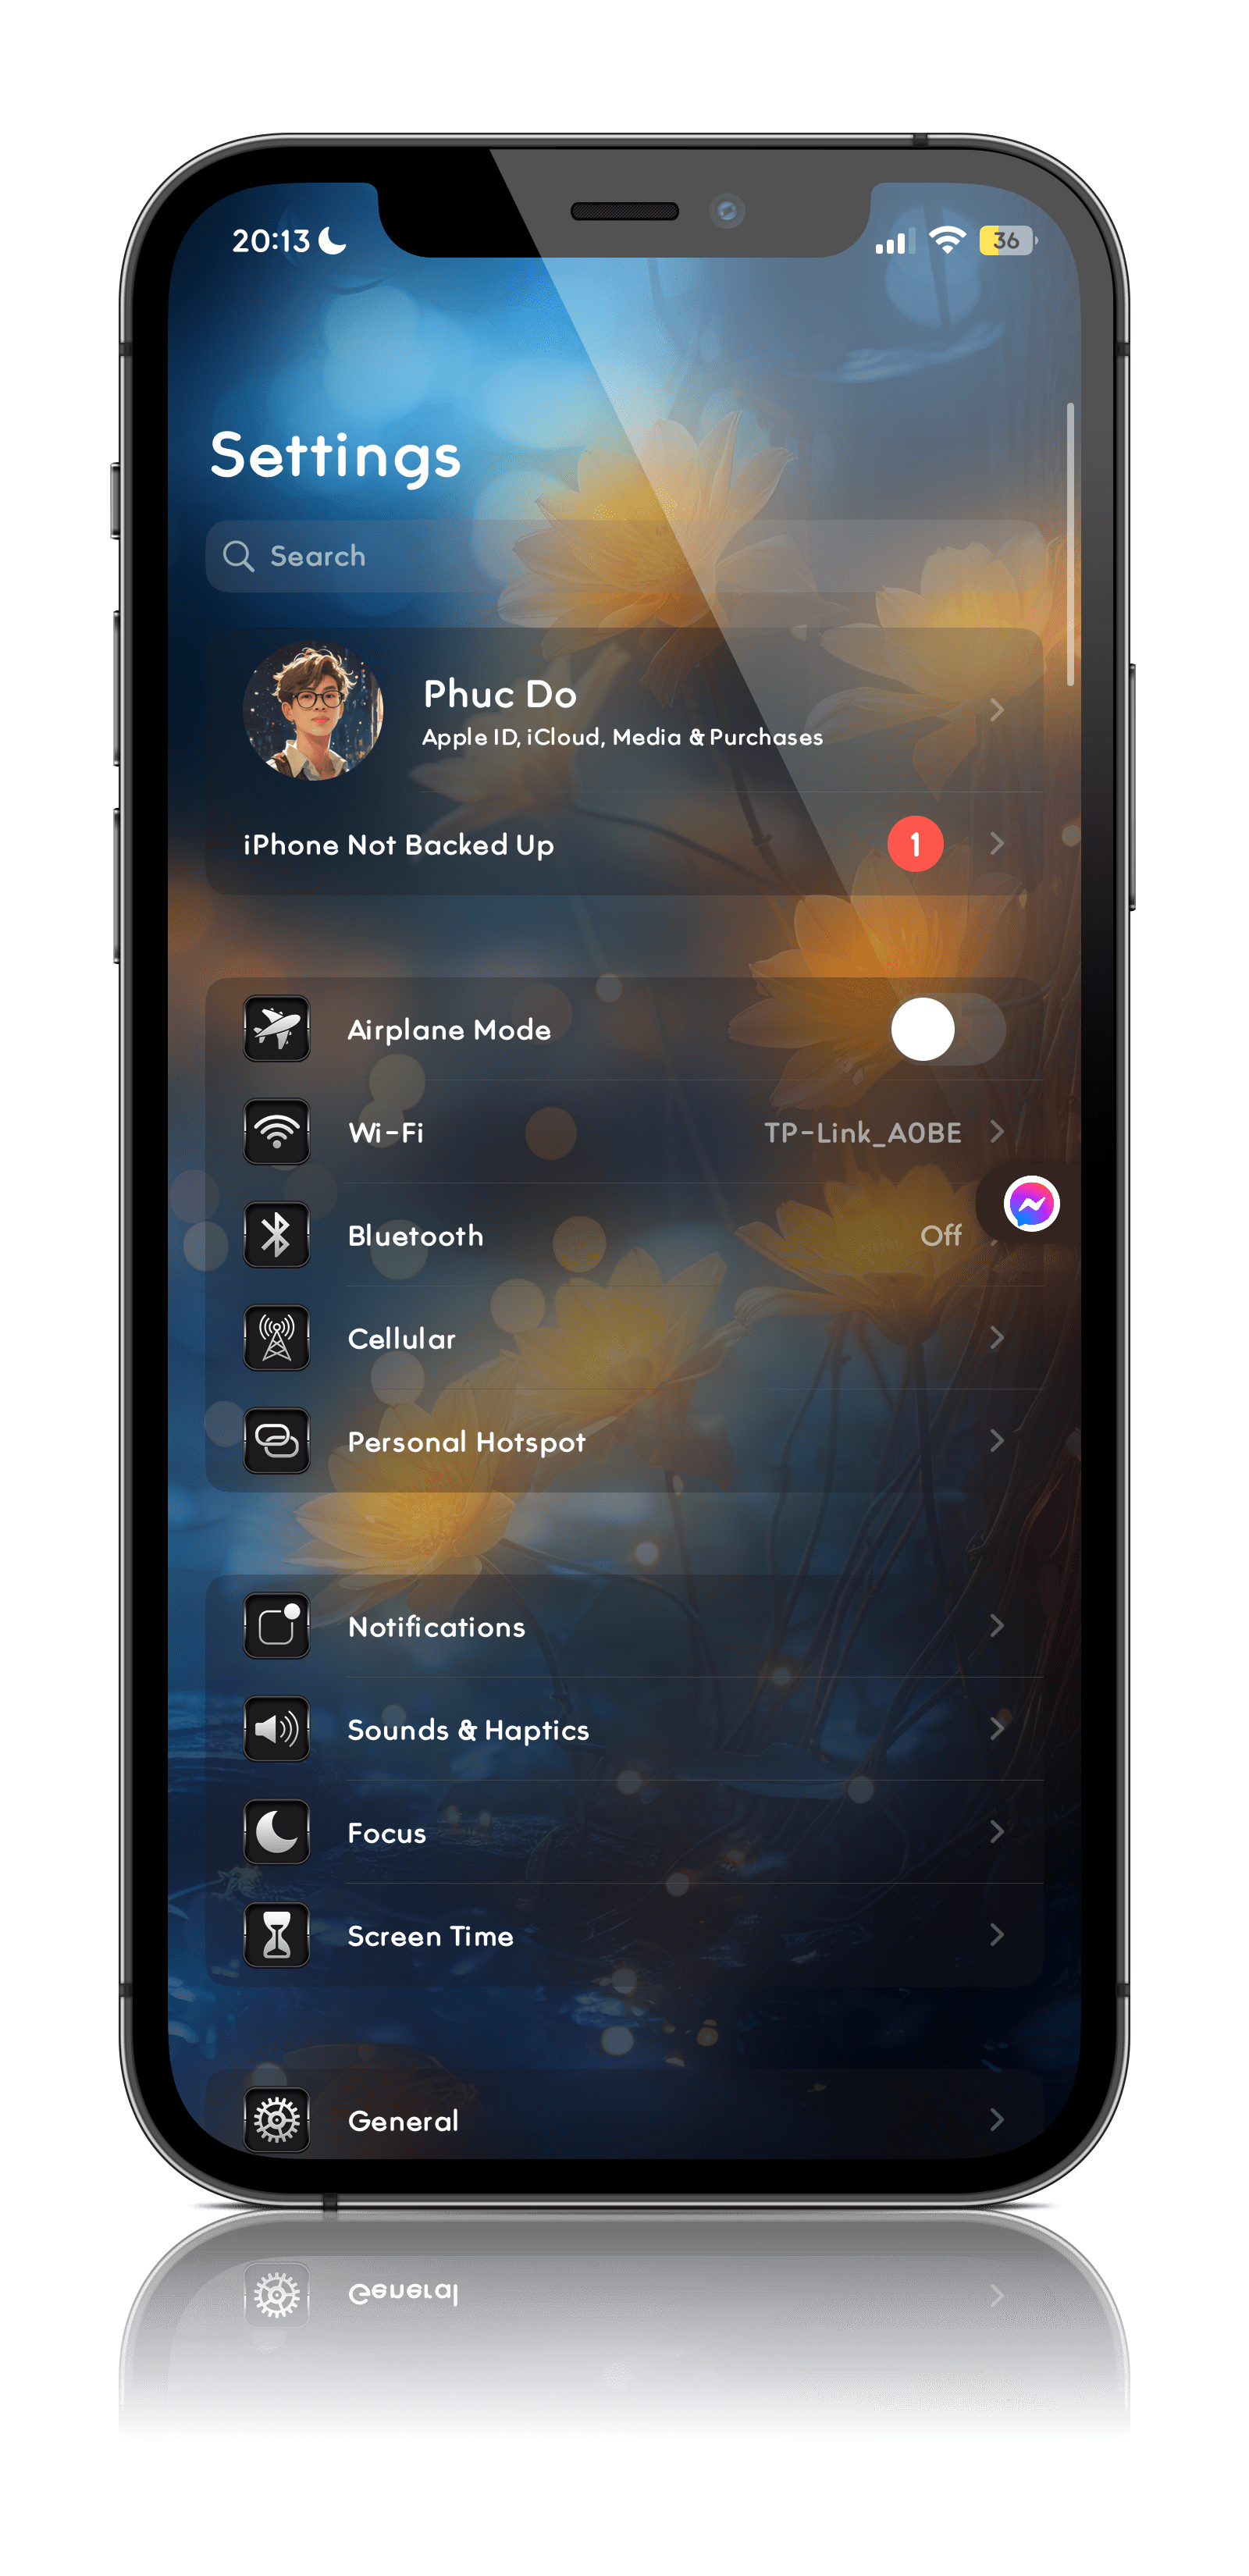 20:13
36
Settings
Search
Phuc Do
Apple ID, iCloud, Media & Purchases
iPhone Not Backed Up 1
Airplane Mode
Wi-Fi TP-Link_A0BE
Bluetooth Off
Cellular
Personal Hotspot
Notifications
Sounds & Haptics
Focus
Screen Time
General
General